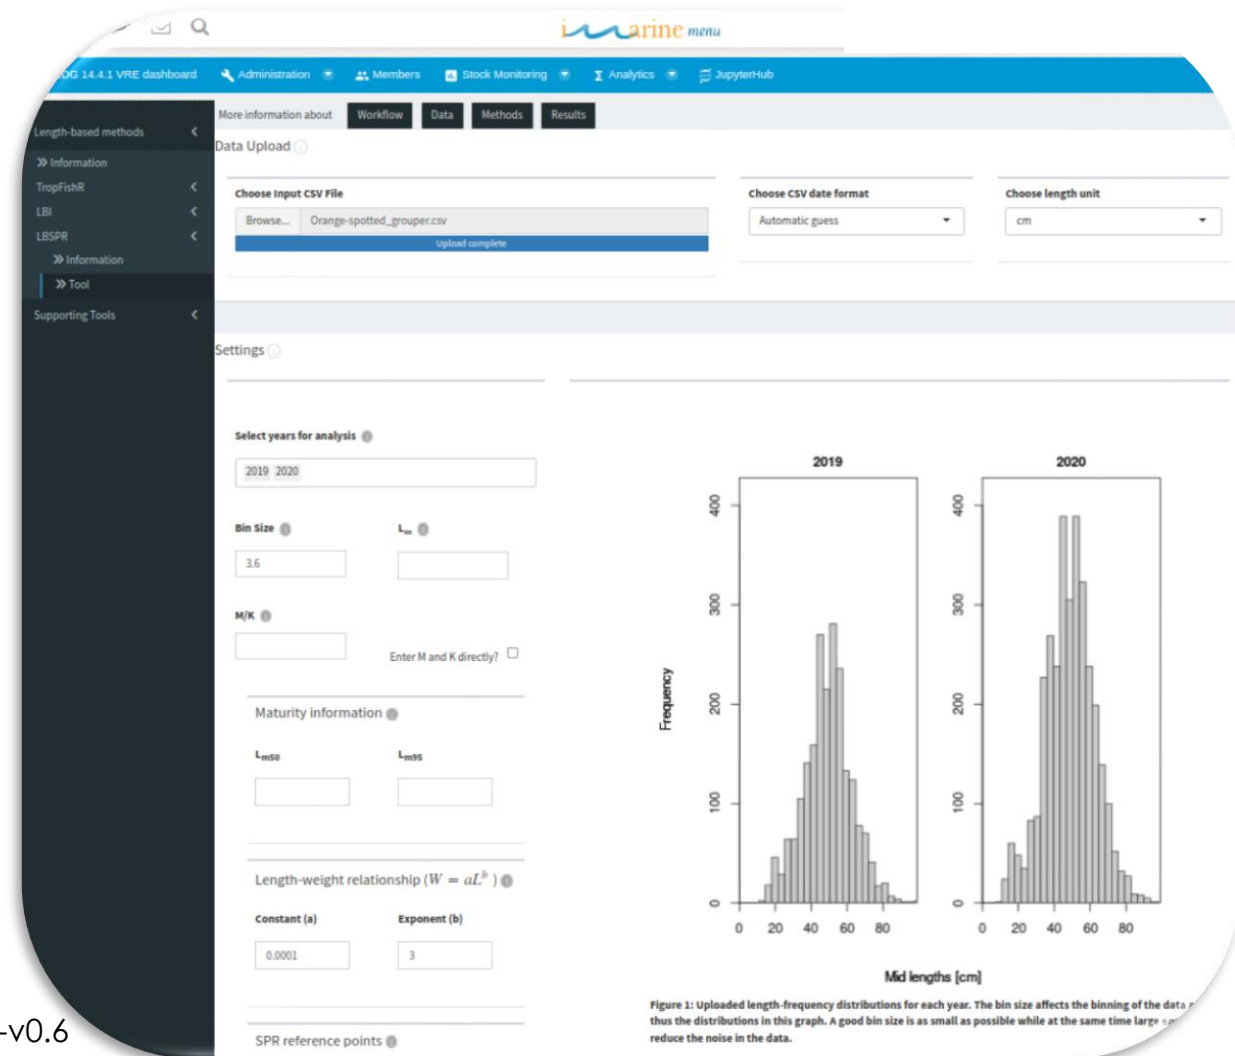 imarine menu
DG 14.4.1 VRE dashboard Administration Members Stock Monitoring Σ Analytics JupyterHub
More information about Workflow Data Methods Results
Length-based methods
Information
TropFishR
LBI
LBSPR
Information
Tool
Supporting Tools
Data Upload
Choose Input CSV File
Browse... Orange-spotted_grouper.csv
Upload complete
Choose CSV date format
Automatic guess
Choose length unit
cm
Settings
Select years for analysis
2019 2020
Bin Size L∞
3.6
M/K
Enter M and K directly?
Maturity information
Lm50 Lm95
Length-weight relationship (W = aL^b)
Constant (a) Exponent (b)
0.0001 3
SPR reference points
2019 2020
Frequency
400 400
300 300
200 200
100 100
0 0
0 20 40 60 80 0 20 40 60 80
Mid lengths [cm]
Figure 1: Uploaded length-frequency distributions for each year. The bin size affects the binning of the data
thus the distributions in this graph. A good bin size is as small as possible while at the same time large
reduce the noise in the data.
-v0.6